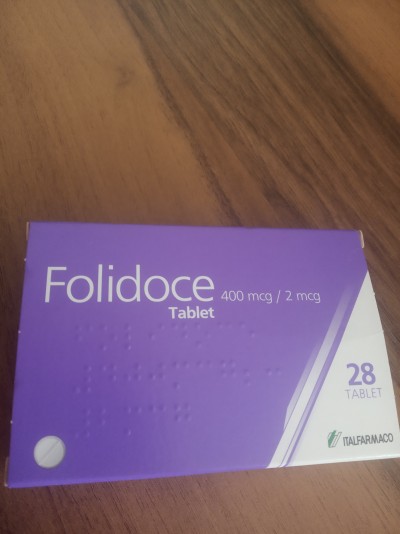 Folidoce 400 mcg / 2 mcg
Tablet
28
TABLET
ITALFARMACO